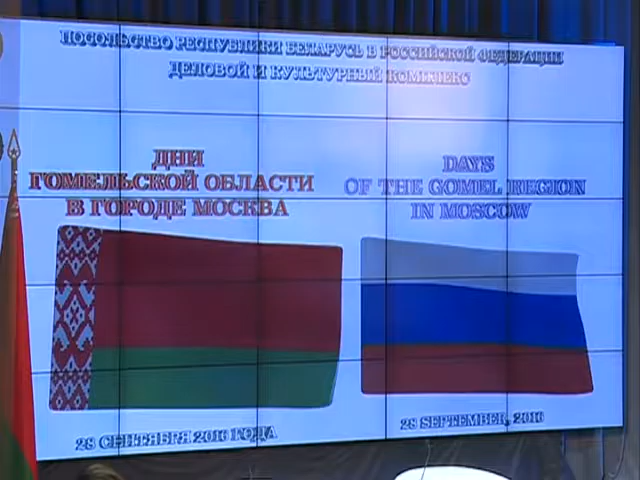 ПОСОЛЬСТВО РЕСПУБЛИКИ БЕЛАРУСЬ В РОССИЙСКОЙ ФЕДЕРАЦИИ
ДЕЛОВОЙ И КУЛЬТУРНЫЙ КОМПЛЕКС
ДНИ
ГОМЕЛЬСКОЙ ОБЛАСТИ
В ГОРОДЕ МОСКВА
DAYS
OF THE GOMEL REGION
IN MOSCOW
28 СЕНТЯБРЯ 2016 ГОДА
28 SEPTEMBER, 2016